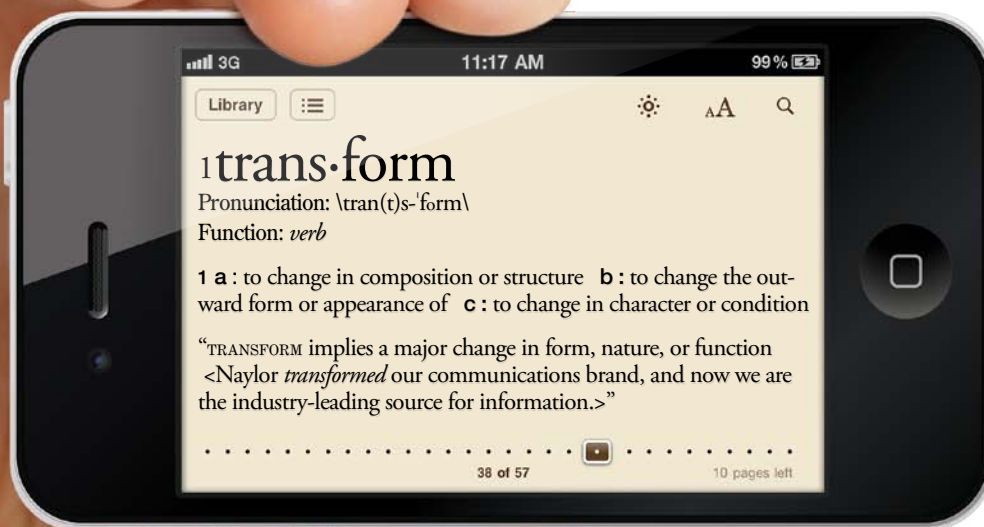 3G 11:17 AM 99%
Library AA
1trans·form
Pronunciation: \tran(t)s-ˈform\
Function: verb
1 a : to change in composition or structure b : to change the out-
ward form or appearance of c : to change in character or condition
“TRANSFORM implies a major change in form, nature, or function
<Naylor transformed our communications brand, and now we are
the industry-leading source for information.>”
38 of 57 10 pages left